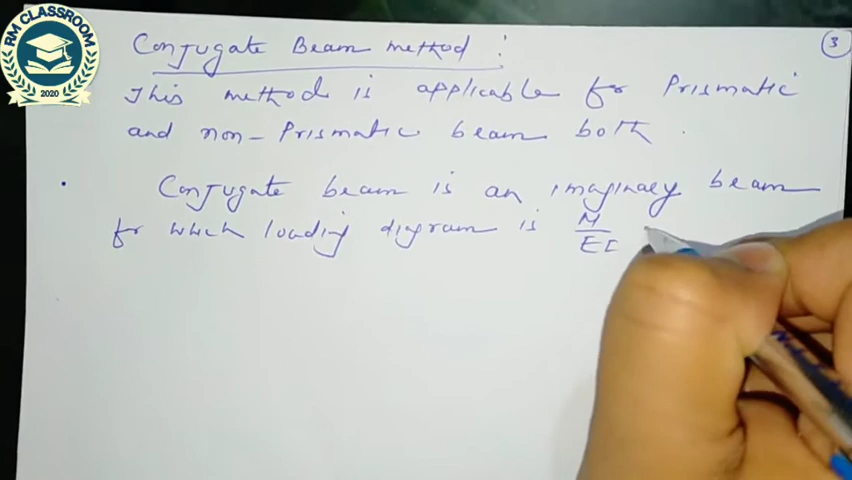 RM CLASSROOM
2020
3
Conjugate Beam method :
This method is applicable for Prismatic
and non-Prismatic beam both .
Conjugate beam is an imaginary beam
for which loading diagram is M/EI